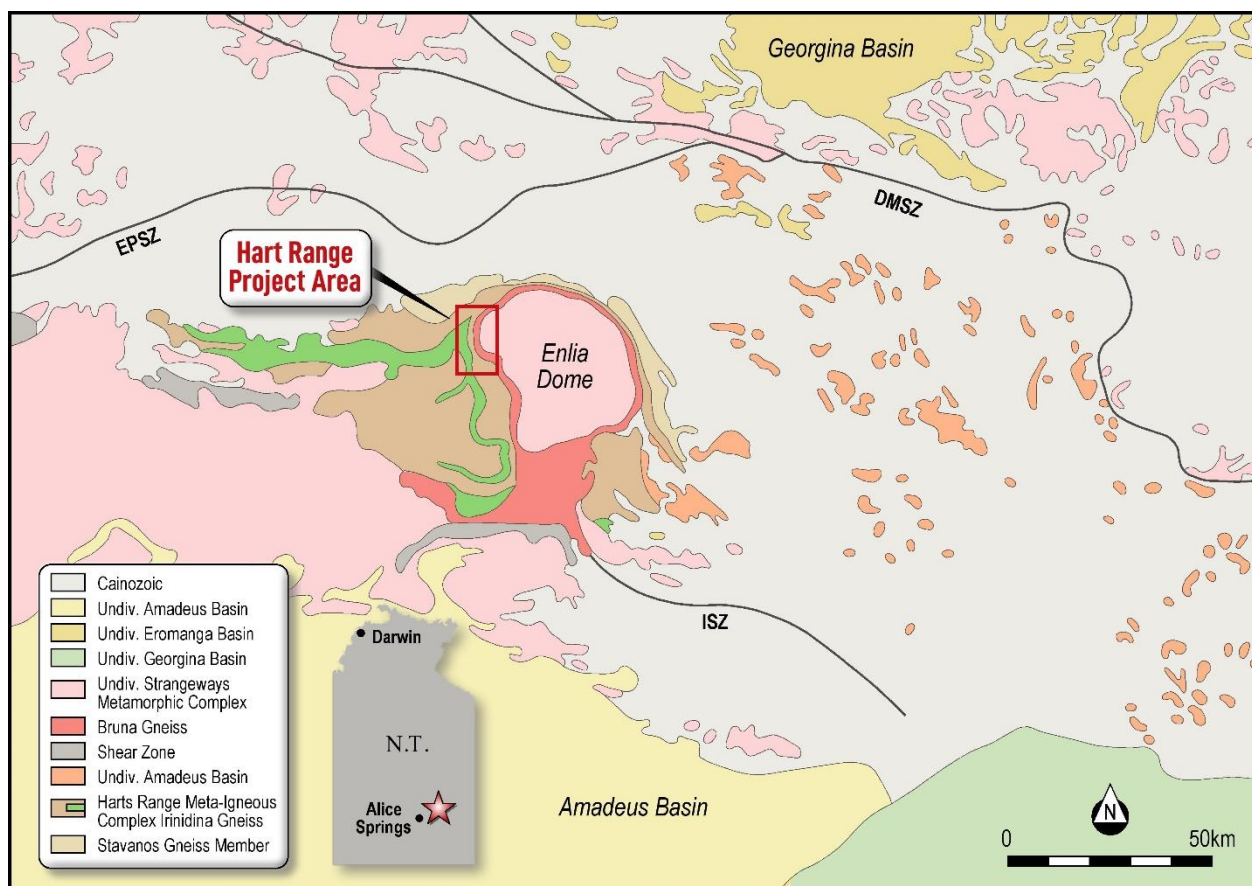 Georgina Basin
DMSZ
EPSZ
Hart Range
Project Area
Enlia
Dome
ISZ
Cainozoic
Undiv. Amadeus Basin
Undiv. Eromanga Basin
Undiv. Georgina Basin
Undiv. Strangeways
Metamorphic Complex
Bruna Gneiss
Shear Zone
Undiv. Amadeus Basin
Harts Range Meta-Igneous
Complex Irinidina Gneiss
Stavanos Gneiss Member
Darwin
N.T.
Alice
Springs
Amadeus Basin
N
0 50km